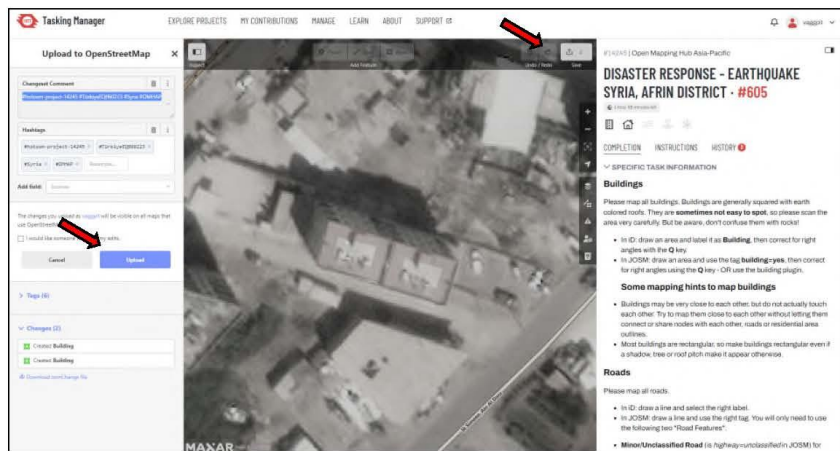 Tasking Manager
EXPLORE PROJECTS MY CONTRIBUTIONS MANAGE LEARN ABOUT SUPPORT
Upload to OpenStreetMap
Changeset Comment
Hashtags
#hotosm-project-14245
#Syria
Add field:
The changes you upload as will be visible on all maps that
use OpenStreetMap
I would like someone edits.
Cancel Upload
Tags (6)
Changes (2)
Created Building
Created Building
Download osmChange file
Inspect
Add Feature
Undo / Redo
Save
MAXAR
#14245 | Open Mapping Hub Asia-Pacific
DISASTER RESPONSE - EARTHQUAKE
SYRIA, AFRIN DISTRICT · #605
COMPLETION INSTRUCTIONS HISTORY
SPECIFIC TASK INFORMATION
Buildings
Please map all buildings. Buildings are generally squared with earth
colored roofs. They are sometimes not easy to spot, so please scan the
area very carefully. But be aware, don't confuse them with rocks!
In iD: draw an area and label it as Building, then correct for right
angles with the Q key.
In JOSM: draw an area and use the tag building=yes, then correct
for right angles using the Q key - OR use the building plugin.
Some mapping hints to map buildings
Buildings may be very close to each other, but do not actually touch
each other. Try to map them close to each other without letting them
connect or share nodes with each other, roads or residential area
outlines.
Most buildings are rectangular, so make buildings rectangular even if
a shadow, tree or roof pitch make it appear otherwise.
Roads
Please map all roads.
In iD: draw a line and select the right label.
In JOSM: draw a line and use the right tag. You will only need to use
the following two "Road Features".
Minor/Unclassified Road (is highway=unclassified in JOSM) for